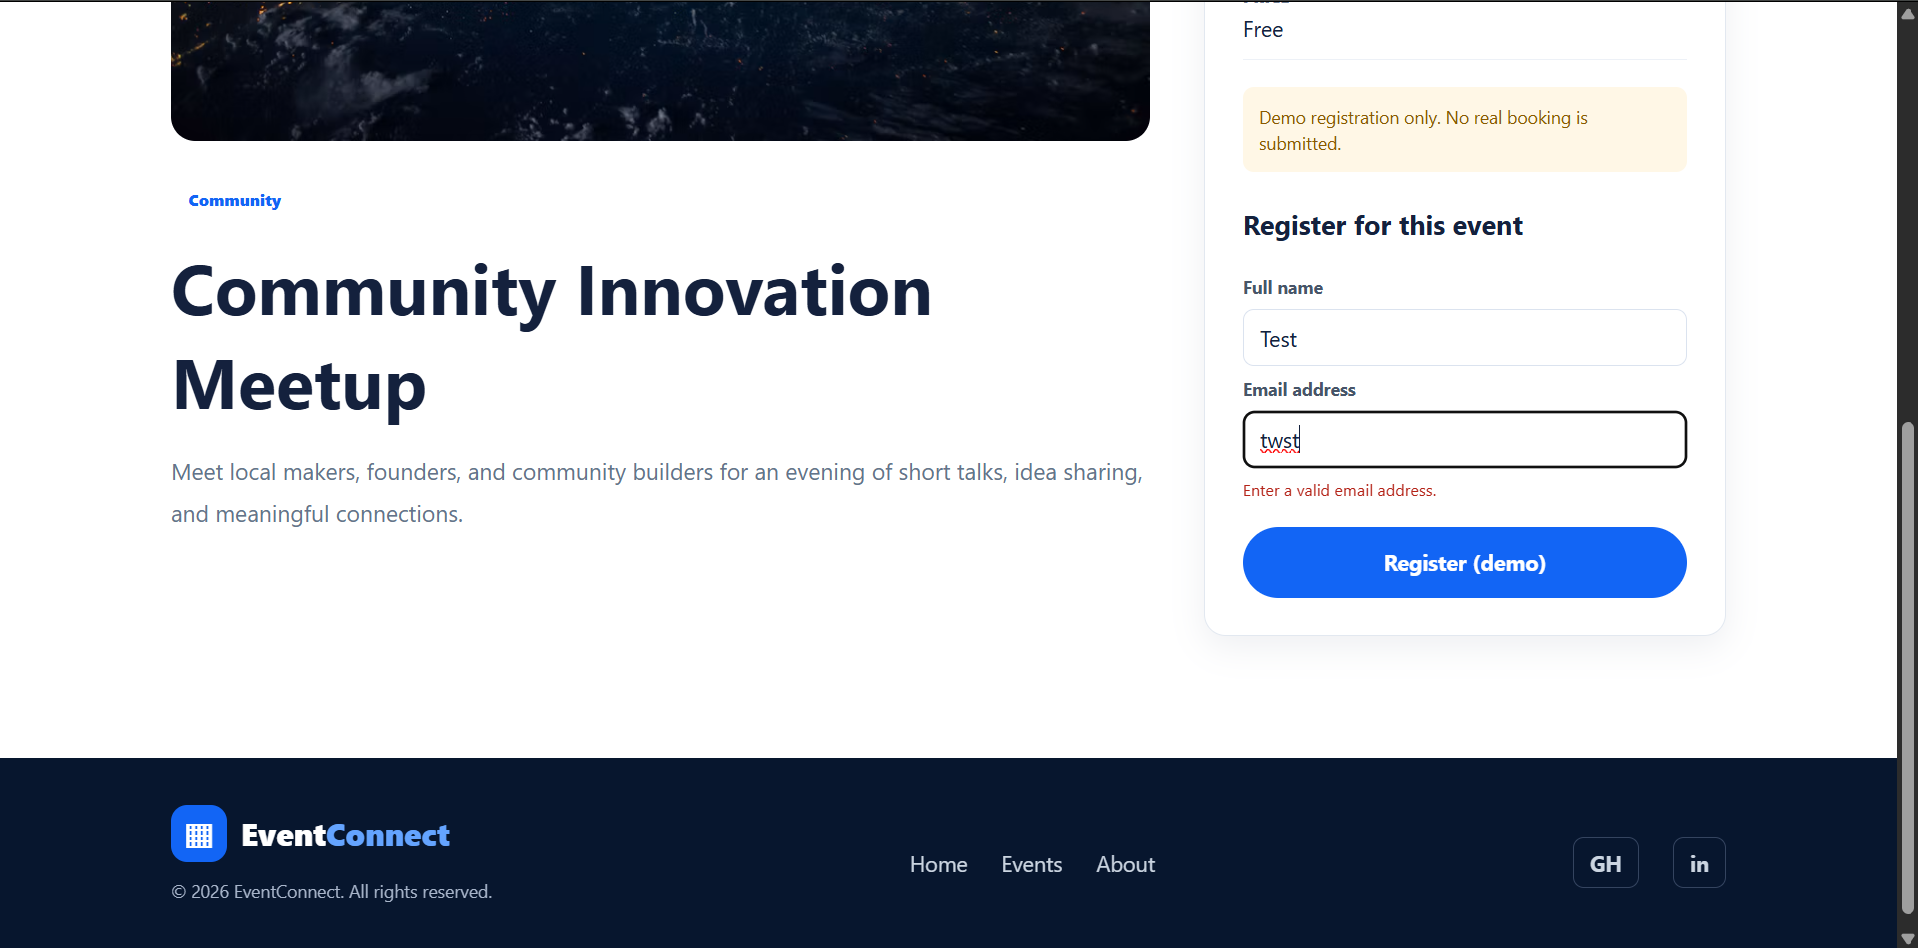 Free
Demo registration only. No real booking is
submitted.
Community
Register for this event
Community Innovation
Meetup
Full name
Test
Email address
twst
Meet local makers, founders, and community builders for an evening of short talks, idea sharing,
and meaningful connections.
Enter a valid email address.
Register (demo)
EventConnect
Home Events About
GH in
© 2026 EventConnect. All rights reserved.